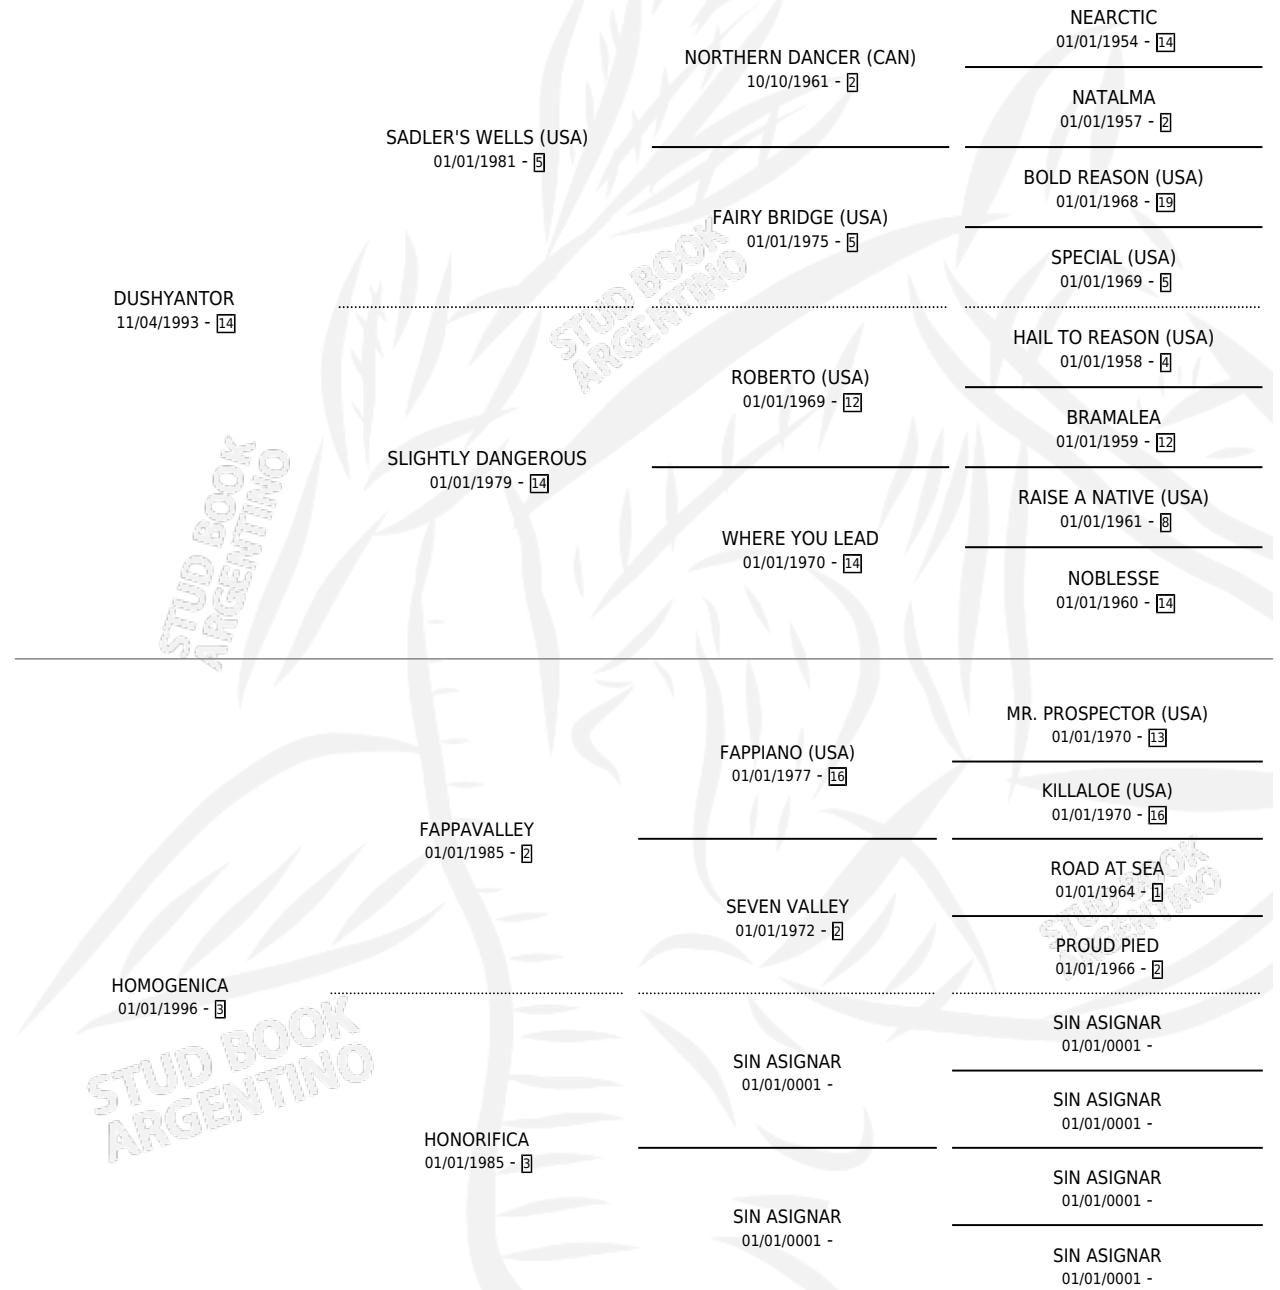 NEARCTIC
01/01/1954 - 14
NORTHERN DANCER (CAN)
10/10/1961 - 2
NATALMA
01/01/1957 - 2
SADLER'S WELLS (USA)
01/01/1981 - 5
BOLD REASON (USA)
01/01/1968 - 19
FAIRY BRIDGE (USA)
01/01/1975 - 5
SPECIAL (USA)
01/01/1969 - 5
DUSHYANTOR
11/04/1993 - 14
STUD BOOK
ARGENTINO
HAIL TO REASON (USA)
01/01/1958 - 4
ROBERTO (USA)
01/01/1969 - 12
BRAMALEA
01/01/1959 - 12
SLIGHTLY DANGEROUS
01/01/1979 - 14
RAISE A NATIVE (USA)
01/01/1961 - 8
WHERE YOU LEAD
01/01/1970 - 14
NOBLESSE
01/01/1960 - 14
STUD BOOK
ARGENTINO
MR. PROSPECTOR (USA)
01/01/1970 - 13
FAPPIANO (USA)
01/01/1977 - 16
KILLALOE (USA)
01/01/1970 - 16
FAPPAVALLEY
01/01/1985 - 2
ROAD AT SEA
01/01/1964 - 1
SEVEN VALLEY
01/01/1972 - 2
PROUD PIED
01/01/1966 - 2
STUD BOOK
ARGENTINO
HOMOGENICA
01/01/1996 - 3
SIN ASIGNAR
01/01/0001 -
SIN ASIGNAR
01/01/0001 -
SIN ASIGNAR
01/01/0001 -
STUD BOOK
ARGENTINO
HONORIFICA
01/01/1985 - 3
SIN ASIGNAR
01/01/0001 -
SIN ASIGNAR
01/01/0001 -
SIN ASIGNAR
01/01/0001 -